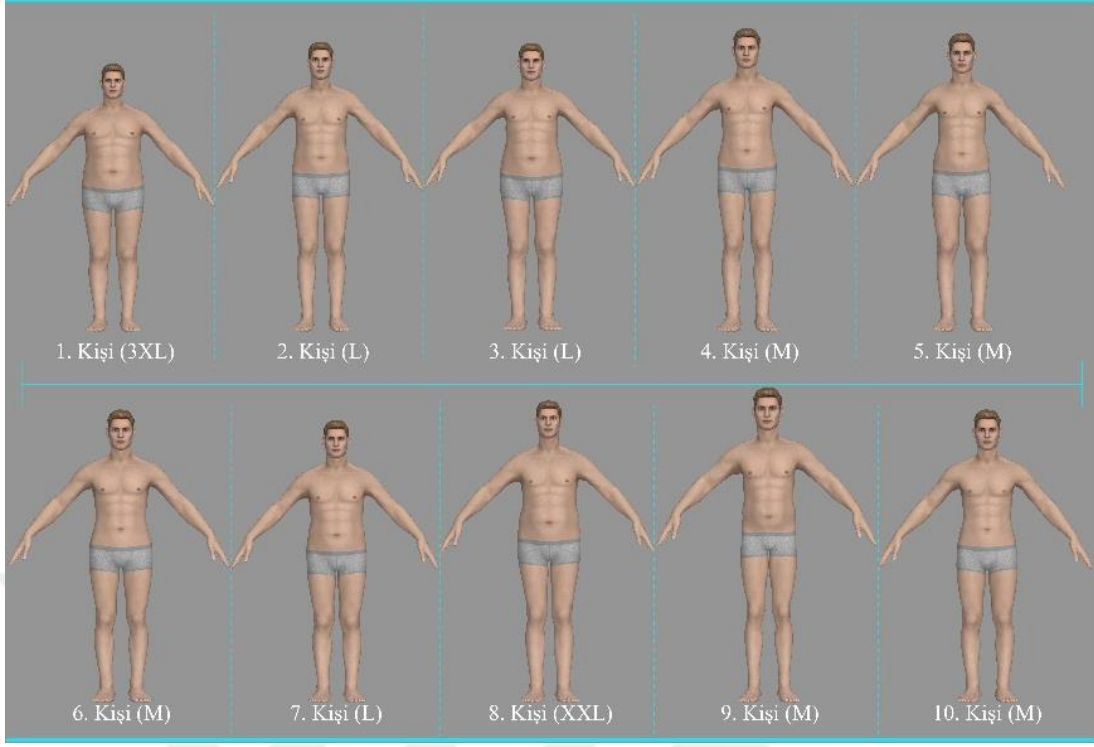 1. Kişi (3XL)
2. Kişi (L)
3. Kişi (L)
4. Kişi (M)
5. Kişi (M)
6. Kişi (M)
7. Kişi (L)
8. Kişi (XXL)
9. Kişi (M)
10. Kişi (M)